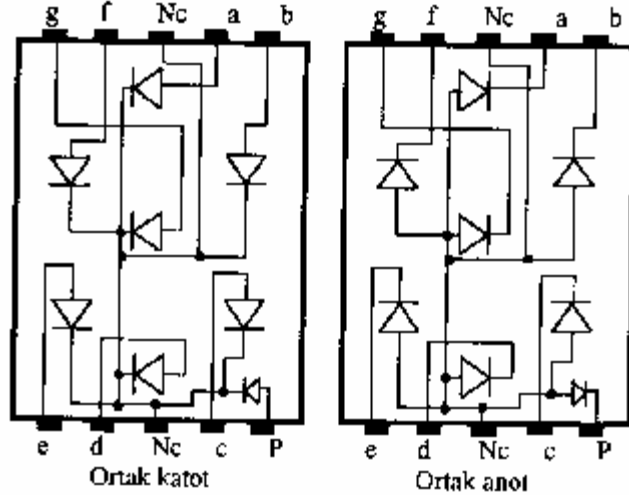 g f Nc a b g f Nc a b
e d Nc c P e d Nc c P
Ortak katot Ortak anot